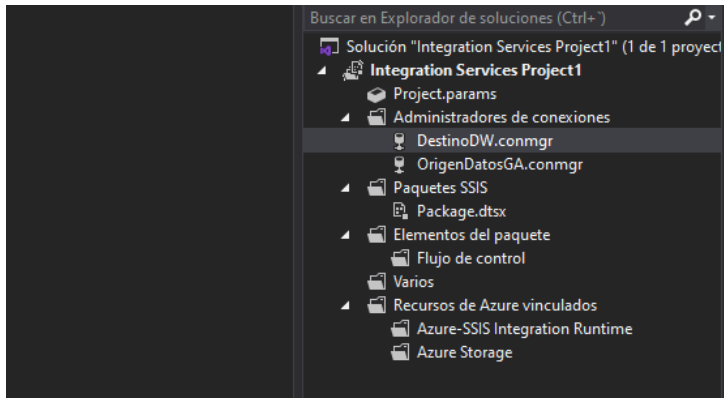 Buscar en Explorador de soluciones (Ctrl+¨)
Solución "Integration Services Project1" (1 de 1 proyect
Integration Services Project1
Project.params
Administradores de conexiones
DestinoDW.conmgr
OrigenDatosGA.conmgr
Paquetes SSIS
Package.dtsx
Elementos del paquete
Flujo de control
Varios
Recursos de Azure vinculados
Azure-SSIS Integration Runtime
Azure Storage